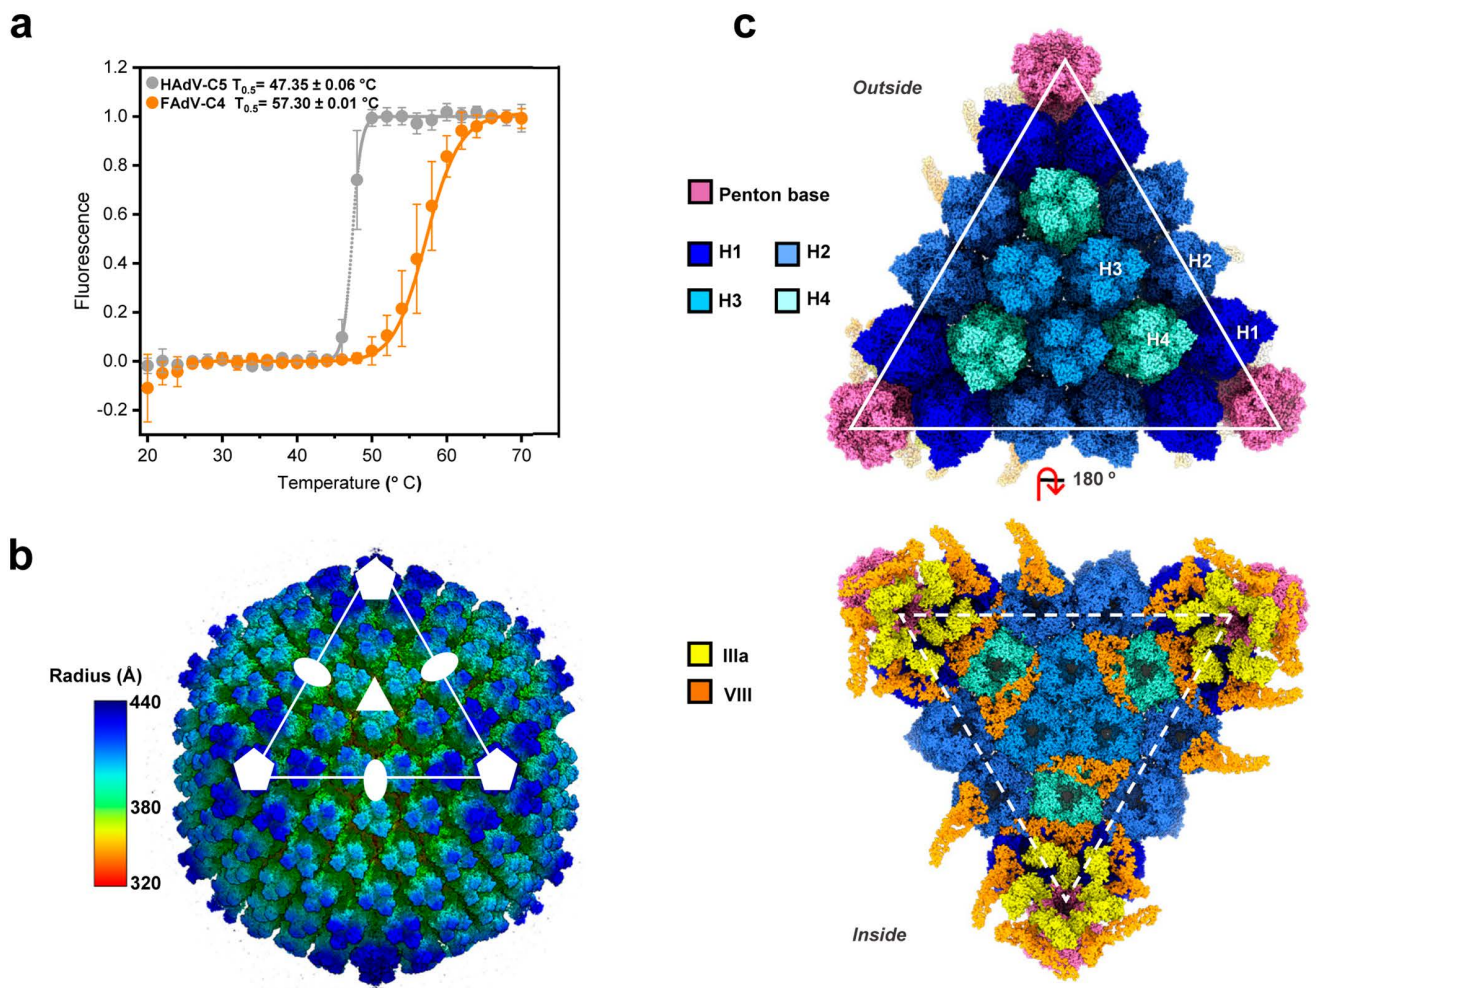 a
HAdV-C5 T0.5= 47.35 ± 0.06 °C
FAdV-C4 T0.5= 57.30 ± 0.01 °C
1.2
1.0
0.8
0.6
0.4
0.2
0.0
-0.2
Fluorescence
20 30 40 50 60 70
Temperature (° C)
b
Radius (Å)
440
380
320
c
Outside
Penton base
H1 H2
H3 H4
H3
H2
H4
H1
180 °
IIIa
VIII
Inside